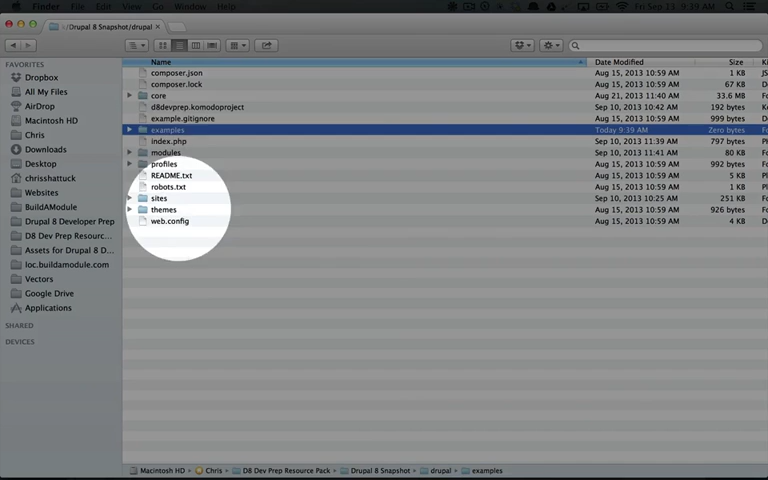 Finder File Edit View Go Window Help Fri Sep 13 9:39 AM
Drupal 8 Snapshot/drupal
FAVORITES
Dropbox
All My Files
AirDrop
Macintosh HD
Chris
Downloads
Desktop
chrisshattuck
Websites
BuildAModule
Drupal 8 Developer Prep
D8 Dev Prep Resourc...
Assets for Drupal 8 D...
loc.buildamodule.com
Vectors
Google Drive
Applications
SHARED
DEVICES
Name Date Modified Size
composer.json Aug 15, 2013 10:59 AM 1 KB
composer.lock Aug 15, 2013 10:59 AM 67 KB
core Aug 21, 2013 11:40 AM 33.6 MB
d8devprep.komodoproject Sep 10, 2013 10:42 AM 192 bytes
example.gitignore Aug 15, 2013 10:59 AM 999 bytes
examples Today 9:39 AM Zero bytes
index.php Sep 10, 2013 11:39 AM 797 bytes
modules Sep 10, 2013 11:41 AM 80 KB
profiles Aug 15, 2013 10:59 AM 992 bytes
README.txt Aug 15, 2013 10:59 AM 5 KB
robots.txt Aug 15, 2013 10:59 AM 1 KB
sites Sep 10, 2013 10:25 AM 251 KB
themes Aug 15, 2013 10:59 AM 926 bytes
web.config Aug 15, 2013 10:59 AM 4 KB
Macintosh HD Chris D8 Dev Prep Resource Pack Drupal 8 Snapshot drupal examples